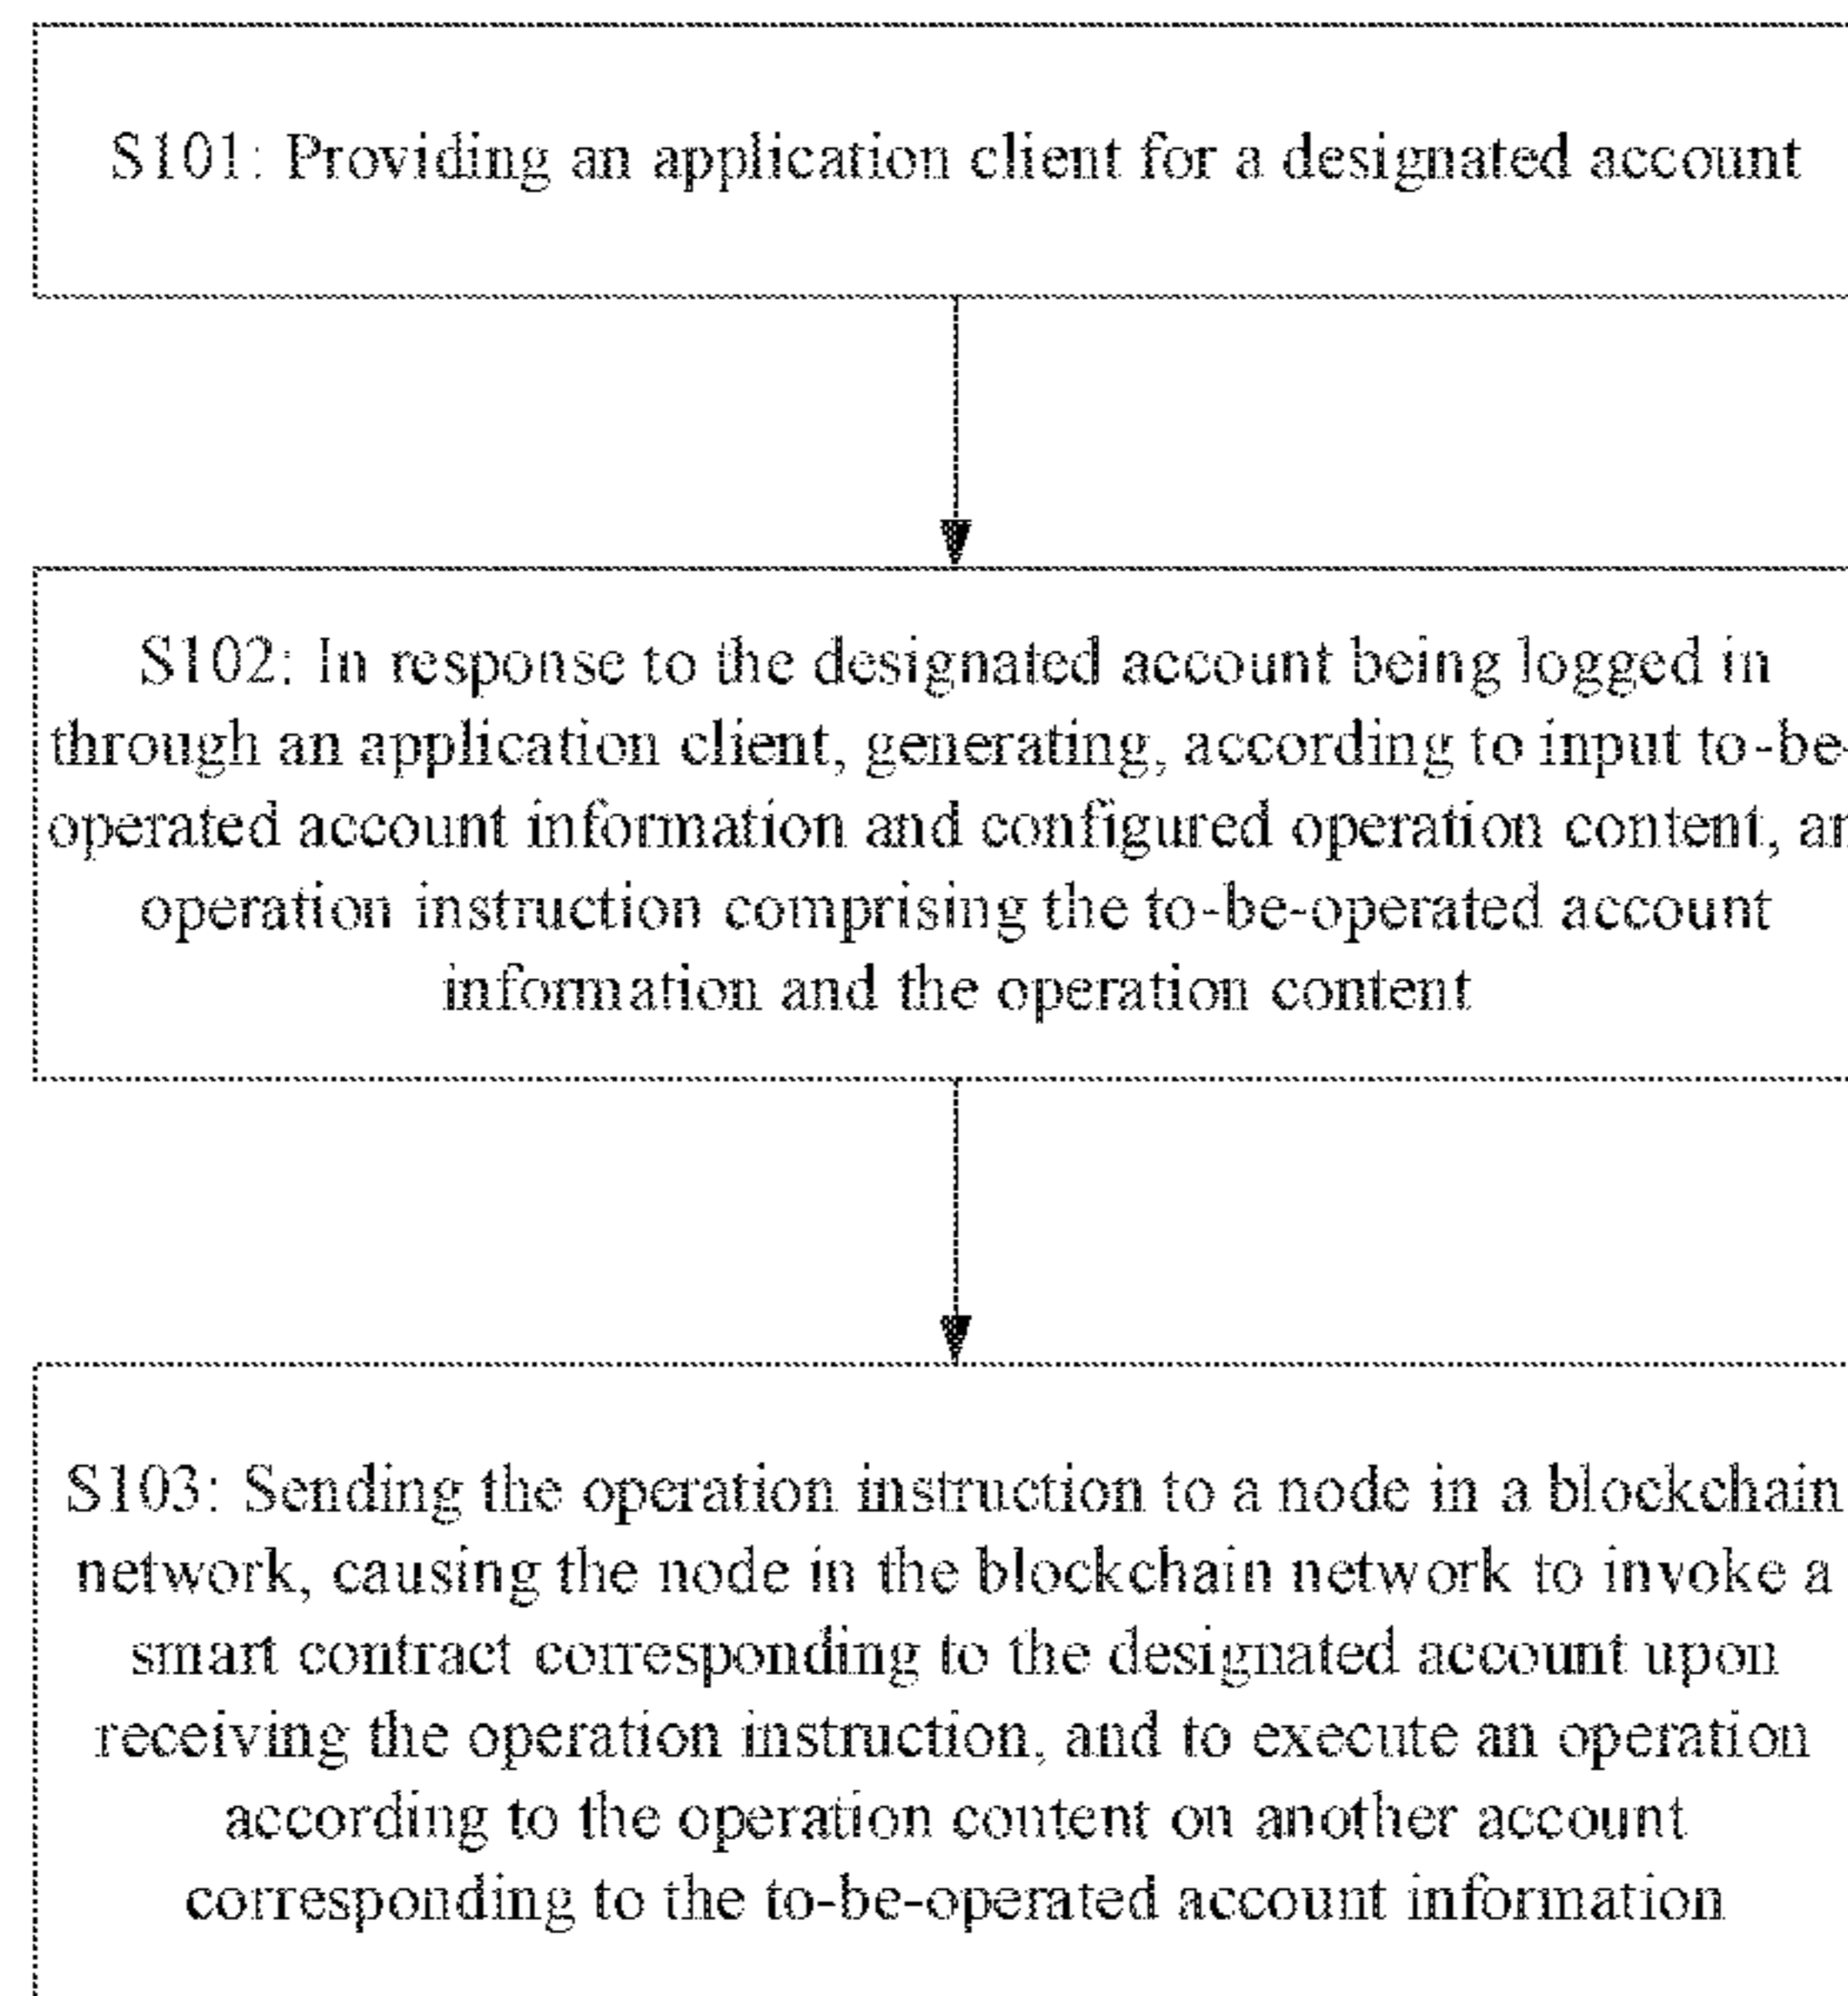 S101: Providing an application client for a designated account
S102: In response to the designated account being logged in
through an application client, generating, according to input to-be-
operated account information and configured operation content, an
operation instruction comprising the to-be-operated account
information and the operation content
S103: Sending the operation instruction to a node in a blockchain
network, causing the node in the blockchain network to invoke a
smart contract corresponding to the designated account upon
receiving the operation instruction, and to execute an operation
according to the operation content on another account
corresponding to the to-be-operated account information